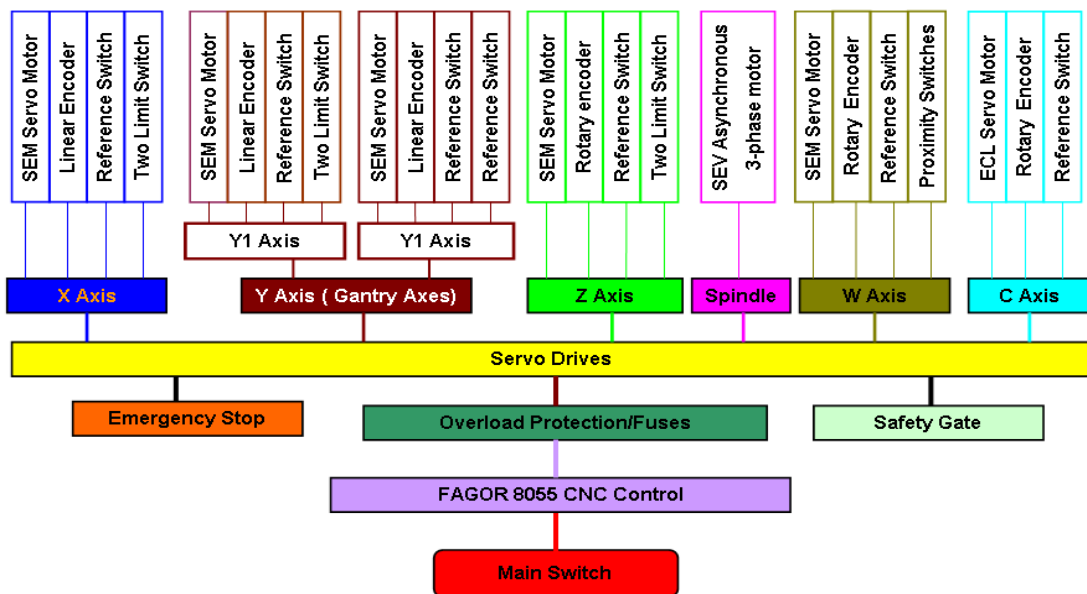 SEM Servo Motor
Linear Encoder
Reference Switch
Two Limit Switch
SEM Servo Motor
Linear Encoder
Reference Switch
Two Limit Switch
SEM Servo Motor
Linear Encoder
Reference Switch
Reference Switch
SEM Servo Motor
Rotary encoder
Reference Switch
Two Limit Switch
SEV Asynchronous
3-phase motor
SEM Servo Motor
Rotary Encoder
Reference Switch
Proximity Switches
ECL Servo Motor
Rotary Encoder
Reference Switch
Y1 Axis
Y1 Axis
X Axis
Y Axis ( Gantry Axes)
Z Axis
Spindle
W Axis
C Axis
Servo Drives
Emergency Stop
Overload Protection/Fuses
Safety Gate
FAGOR 8055 CNC Control
Main Switch